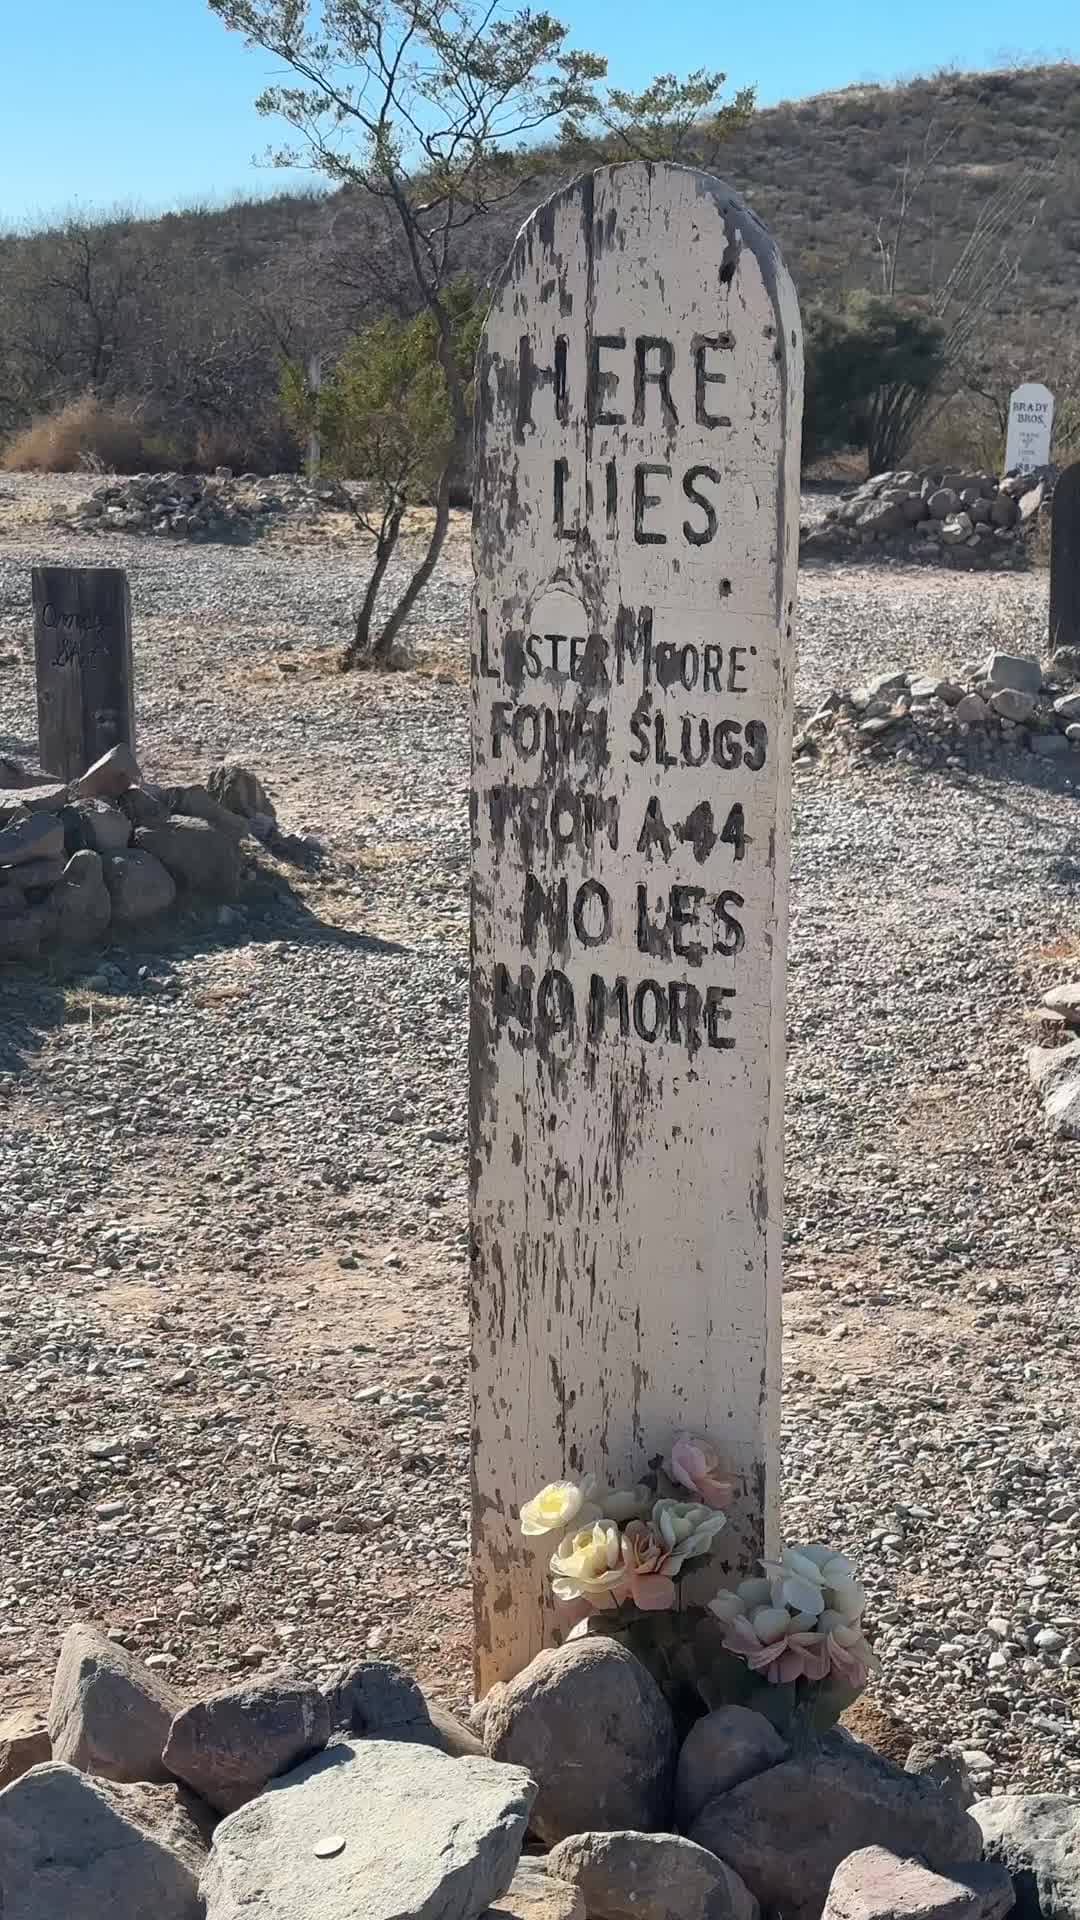 HERE
LIES
LESTER MOORE
FOUR SLUGS
FROM A 44
NO LES
NO MORE
BRADY
BROS.